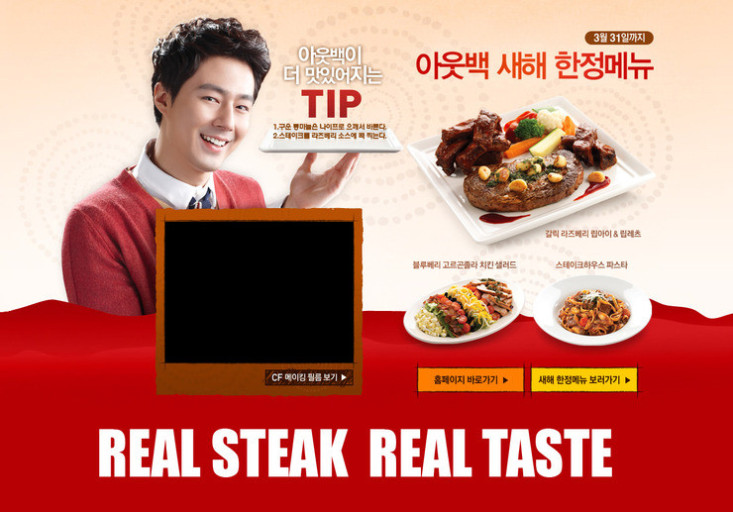 아웃백이
더 맛있어지는
TIP
1.구운 통마늘은 나이프로 으깨서 바른다.
2.스테이크를 라즈베리 소스에 콕 찍는다.
3월 31일까지
아웃백 새해 한정메뉴
갈릭 라즈베리 립아이 & 립레츠
블루베리 고르곤졸라 치킨 샐러드
스테이크하우스 파스타
CF 메이킹 필름 보기 ▶
홈페이지 바로가기 ▶
새해 한정메뉴 보러가기 ▶
REAL STEAK REAL TASTE